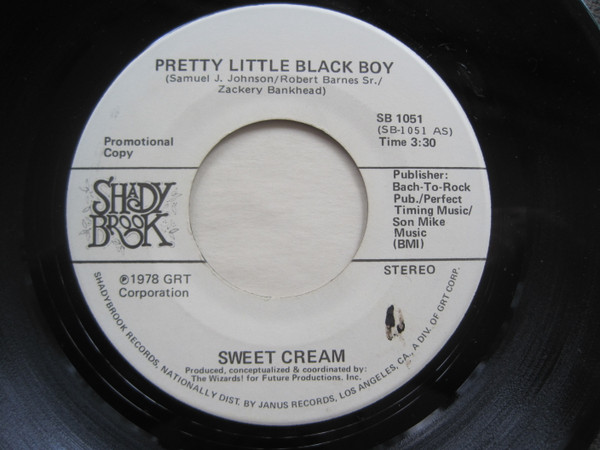 PRETTY LITTLE BLACK BOY
(Samuel J. Johnson/Robert Barnes Sr./
Zackery Bankhead)
SB 1051
(SB-1051 AS)
Time 3:30
Promotional
Copy
SHADY
BROOK
Publisher:
Bach-To-Rock
Pub./Perfect
Timing Music/
Son Mike
Music
(BMI)
℗1978 GRT
Corporation
STEREO
SWEET CREAM
Produced, conceptualized & coordinated by:
The Wizards! for Future Productions, Inc.
SHADYBROOK RECORDS, NATIONALLY DIST. BY JANUS RECORDS, LOS ANGELES, CA., A DIV. OF GRT CORP.